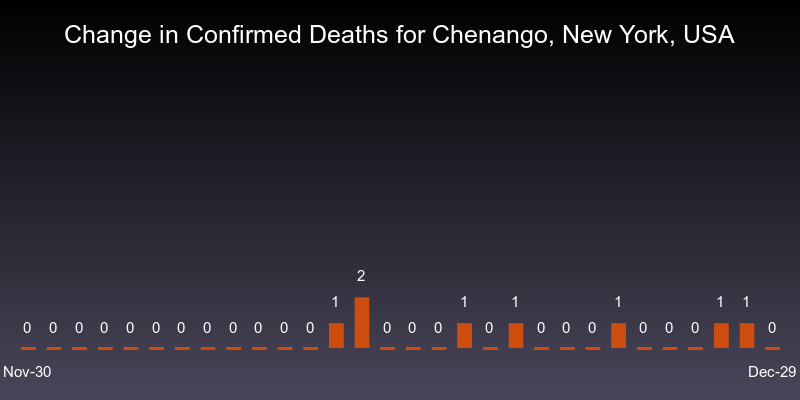 Change in Confirmed Deaths for Chenango, New York, USA
2
1 1 1 1 1 1
0 0 0 0 0 0 0 0 0 0 0 0 0 0 0 0 0 0 0 0 0 0 0
Nov-30 Dec-29